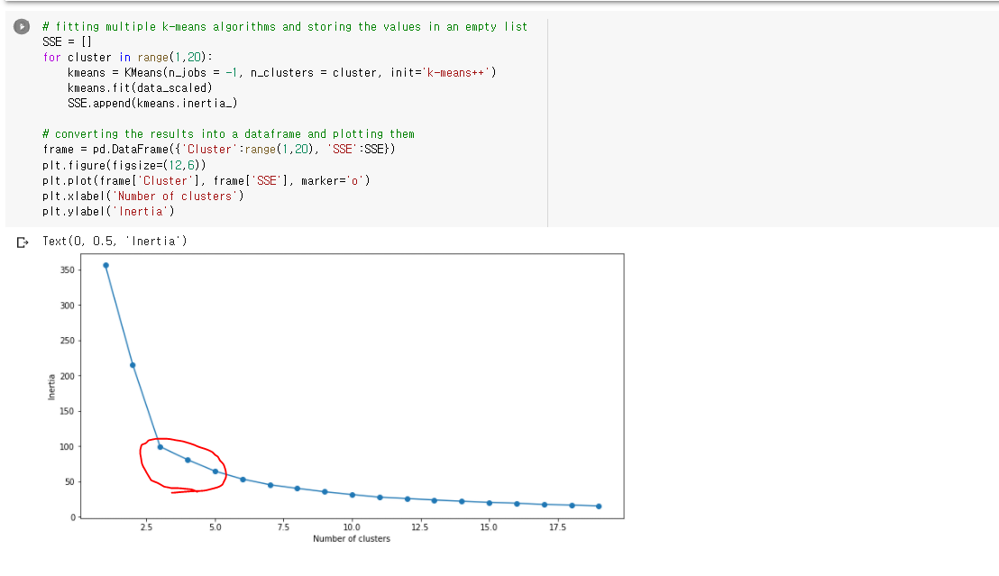 # fitting multiple k-means algorithms and storing the values in an empty list
SSE = []
for cluster in range(1,20):
    kmeans = KMeans(n_jobs = -1, n_clusters = cluster, init='k-means++')
    kmeans.fit(data_scaled)
    SSE.append(kmeans.inertia_)
# converting the results into a dataframe and plotting them
frame = pd.DataFrame({'Cluster':range(1,20), 'SSE':SSE})
plt.figure(figsize=(12,6))
plt.plot(frame['Cluster'], frame['SSE'], marker='o')
plt.xlabel('Number of clusters')
plt.ylabel('Inertia')
Text(0, 0.5, 'Inertia')
350
300
250
200
150
100
50
0
Inertia
2.5 5.0 7.5 10.0 12.5 15.0 17.5
Number of clusters